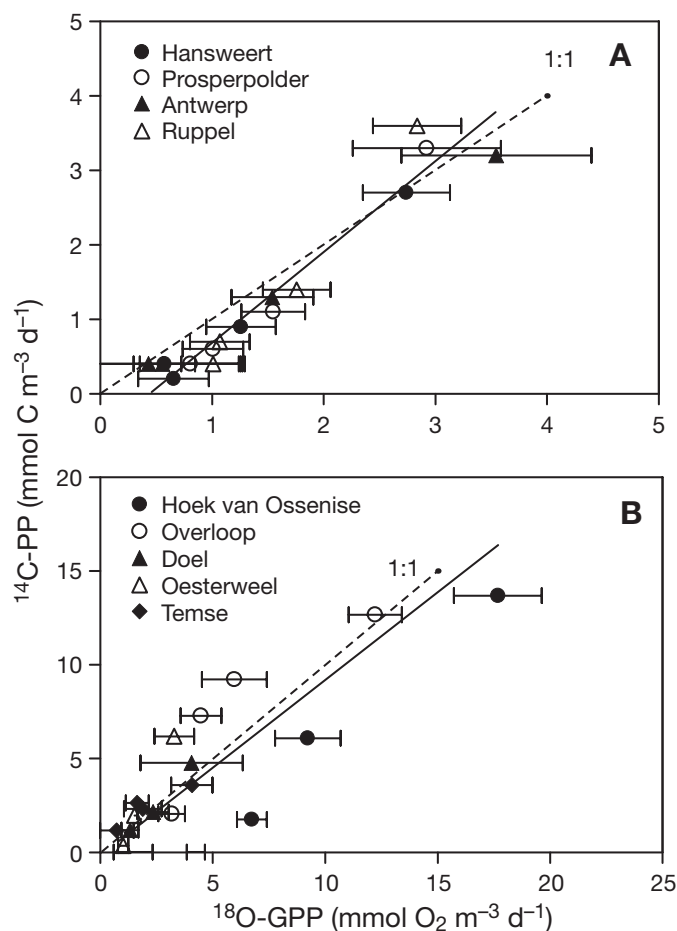 5
4
3
2
1
0
0 1 2 3 4 5
Hansweert
Prosperpolder
Antwerp
Ruppel
1:1
A
¹⁴C-PP (mmol C m⁻³ d⁻¹)
20
15
10
5
0
0 5 10 15 20 25
Hoek van Ossenise
Overloop
Doel
Oesterweel
Temse
1:1
B
¹⁸O-GPP (mmol O₂ m⁻³ d⁻¹)